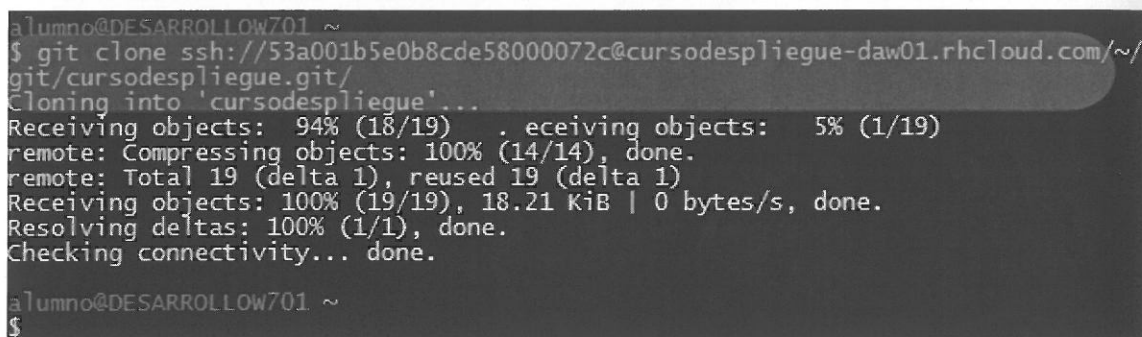 alumno@DESARROLLOW701 ~
$ git clone ssh://53a001b5e0b8cde58000072c@cursodespliegue-daw01.rhcloud.com/~/
git/cursodespliegue.git/
Cloning into 'cursodespliegue'...
Receiving objects:  94% (18/19)   . eceiving objects:   5% (1/19)
remote: Compressing objects: 100% (14/14), done.
remote: Total 19 (delta 1), reused 19 (delta 1)
Receiving objects: 100% (19/19), 18.21 KiB | 0 bytes/s, done.
Resolving deltas: 100% (1/1), done.
Checking connectivity... done.
alumno@DESARROLLOW701 ~
$